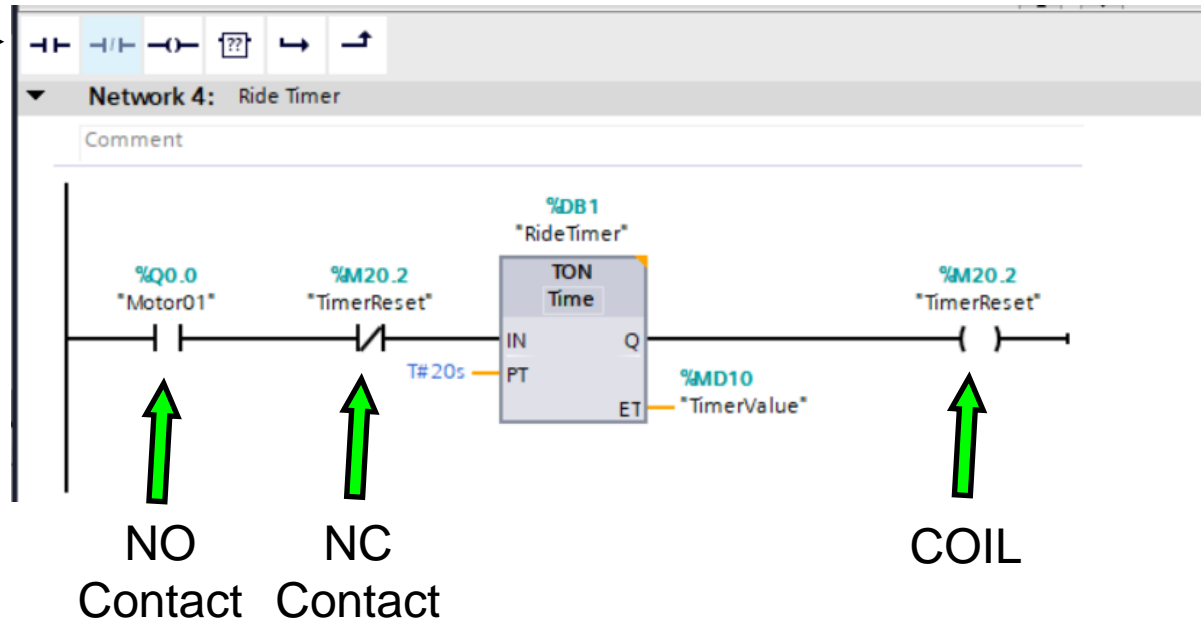 ??
Network 4: Ride Timer
Comment
%DB1
"RideTimer"
%Q0.0 %M20.2 TON %M20.2
"Motor01" "TimerReset" Time "TimerReset"
IN Q
T#20s PT %MD10
ET "TimerValue"
NO NC COIL
Contact Contact